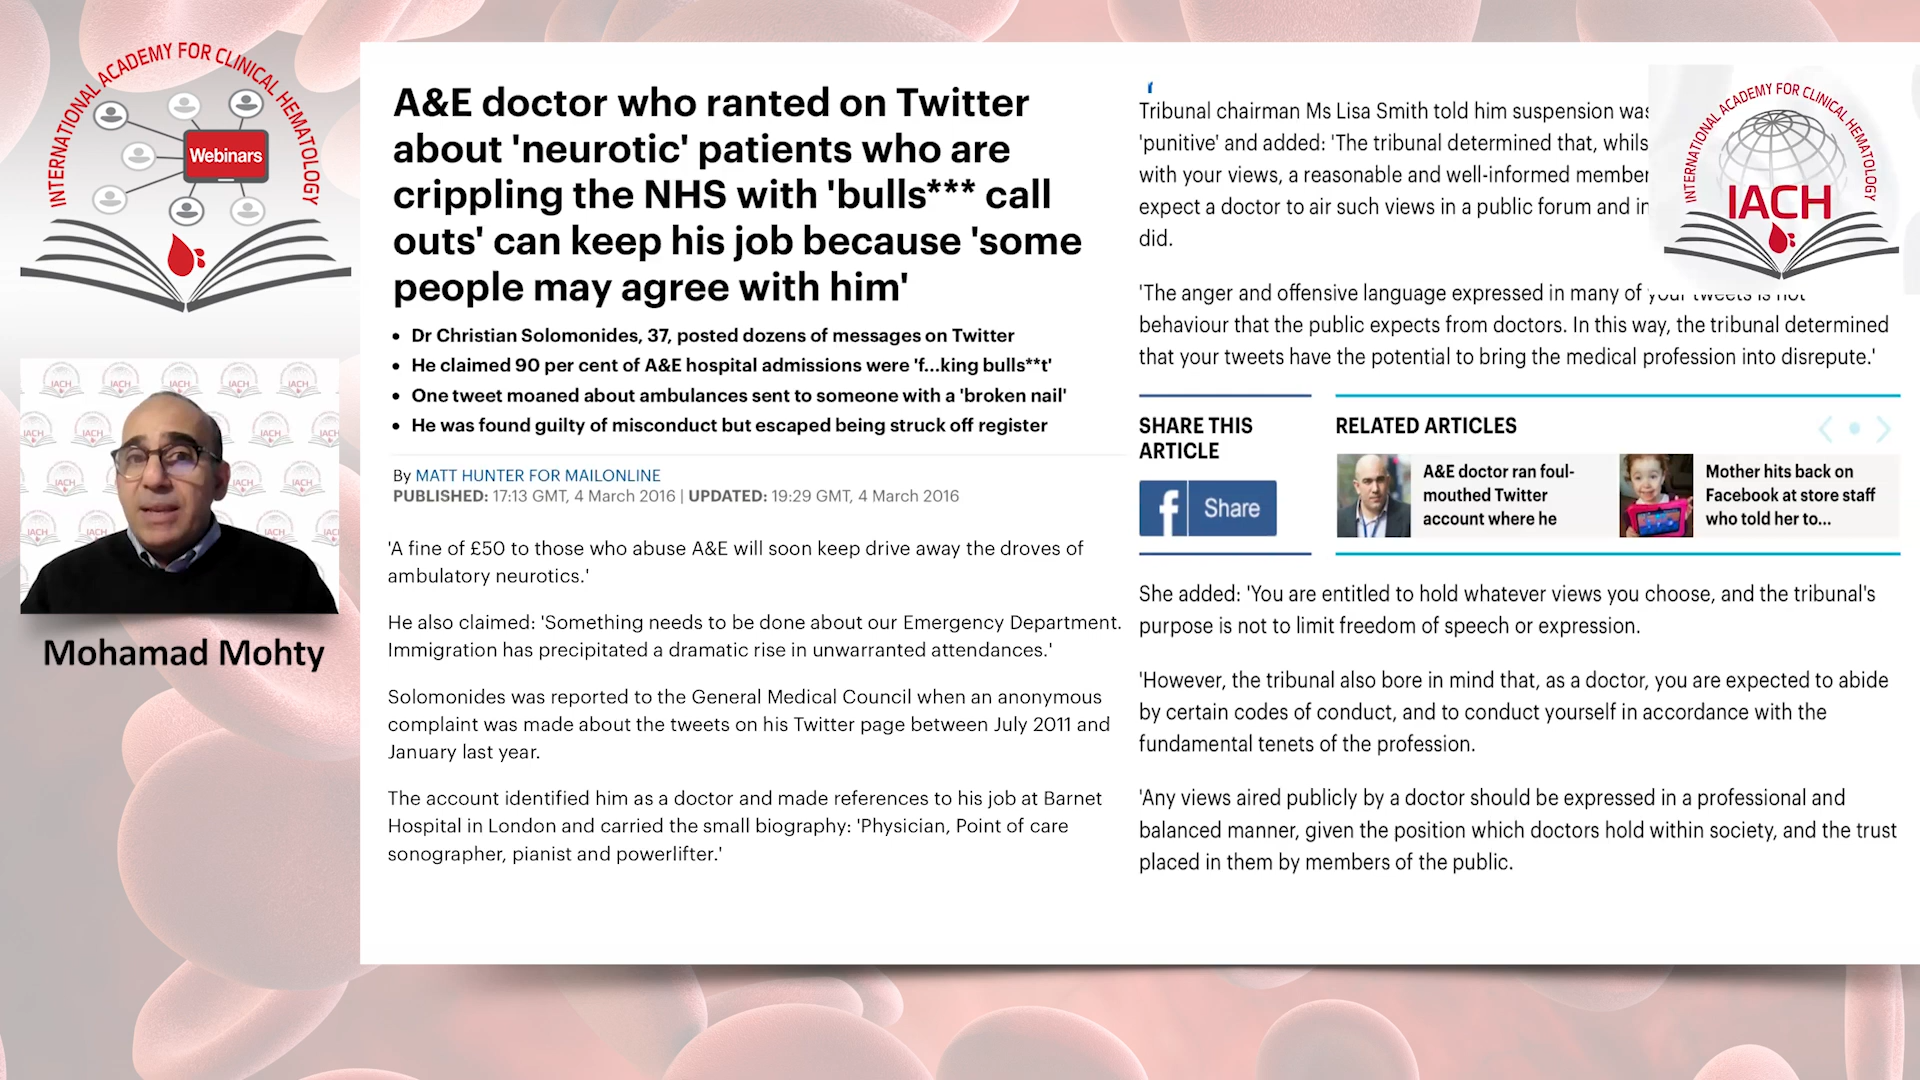 INTERNATIONAL ACADEMY FOR CLINICAL HEMATOLOGY
Webinars
IACH IACH IACH IACH IACH
IACH IACH IACH
IACH
IACH
Mohamad Mohty
A&E doctor who ranted on Twitter
about 'neurotic' patients who are
crippling the NHS with 'bulls*** call
outs' can keep his job because 'some
people may agree with him'
• Dr Christian Solomonides, 37, posted dozens of messages on Twitter
• He claimed 90 per cent of A&E hospital admissions were 'f...king bulls**t'
• One tweet moaned about ambulances sent to someone with a 'broken nail'
• He was found guilty of misconduct but escaped being struck off register
By MATT HUNTER FOR MAILONLINE
PUBLISHED: 17:13 GMT, 4 March 2016 | UPDATED: 19:29 GMT, 4 March 2016
'A fine of £50 to those who abuse A&E will soon keep drive away the droves of
ambulatory neurotics.'
He also claimed: 'Something needs to be done about our Emergency Department.
Immigration has precipitated a dramatic rise in unwarranted attendances.'
Solomonides was reported to the General Medical Council when an anonymous
complaint was made about the tweets on his Twitter page between July 2011 and
January last year.
The account identified him as a doctor and made references to his job at Barnet
Hospital in London and carried the small biography: 'Physician, Point of care
sonographer, pianist and powerlifter.'
Tribunal chairman Ms Lisa Smith told him suspension was
'punitive' and added: 'The tribunal determined that, whils
with your views, a reasonable and well-informed member
expect a doctor to air such views in a public forum and in
did.
'The anger and offensive language expressed in many of your tweets is not
behaviour that the public expects from doctors. In this way, the tribunal determined
that your tweets have the potential to bring the medical profession into disrepute.'
SHARE THIS
ARTICLE
f Share
RELATED ARTICLES
A&E doctor ran foul-
mouthed Twitter
account where he
Mother hits back on
Facebook at store staff
who told her to...
She added: 'You are entitled to hold whatever views you choose, and the tribunal's
purpose is not to limit freedom of speech or expression.
'However, the tribunal also bore in mind that, as a doctor, you are expected to abide
by certain codes of conduct, and to conduct yourself in accordance with the
fundamental tenets of the profession.
'Any views aired publicly by a doctor should be expressed in a professional and
balanced manner, given the position which doctors hold within society, and the trust
placed in them by members of the public.
INTERNATIONAL ACADEMY FOR CLINICAL HEMATOLOGY
IACH